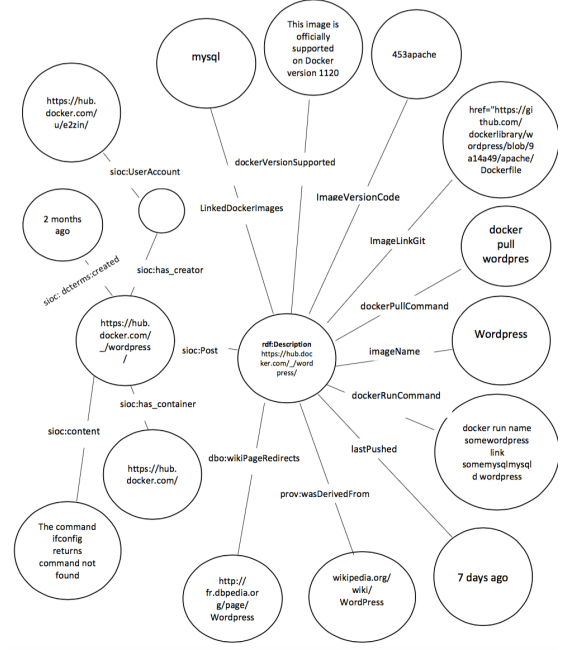 mysql
This image is
officially
supported
on Docker
version 1120
453apache
https://hub.
docker.com/
u/e2zin/
href="https://gi
thub.com/
dockerlibrary/w
ordpress/blob/9
a14a49/apache/
Dockerfile
dockerVersionSupported
sioc:UserAccount
ImageVersionCode
LinkedDockerImages
2 months
ago
ImageLinkGit
docker
pull
wordpres
sioc:has_creator
sioc: dcterms:created
dockerPullCommand
https://hub.
docker.com/
_/wordpress
/
sioc:Post
rdf:Description
https://hub.doc
ker.com/_/word
press/
imageName
Wordpress
dockerRunCommand
sioc:has_container
sioc:content
lastPushed
docker run name
somewordpress
link
somemysqlmysql
d wordpress
dbo:wikiPageRedirects
https://hub.
docker.com/
prov:wasDerivedFrom
The command
ifconfig
returns
command not
found
http://
fr.dbpedia.or
g/page/
Wordpress
wikipedia.org/
wiki/
WordPress
7 days ago